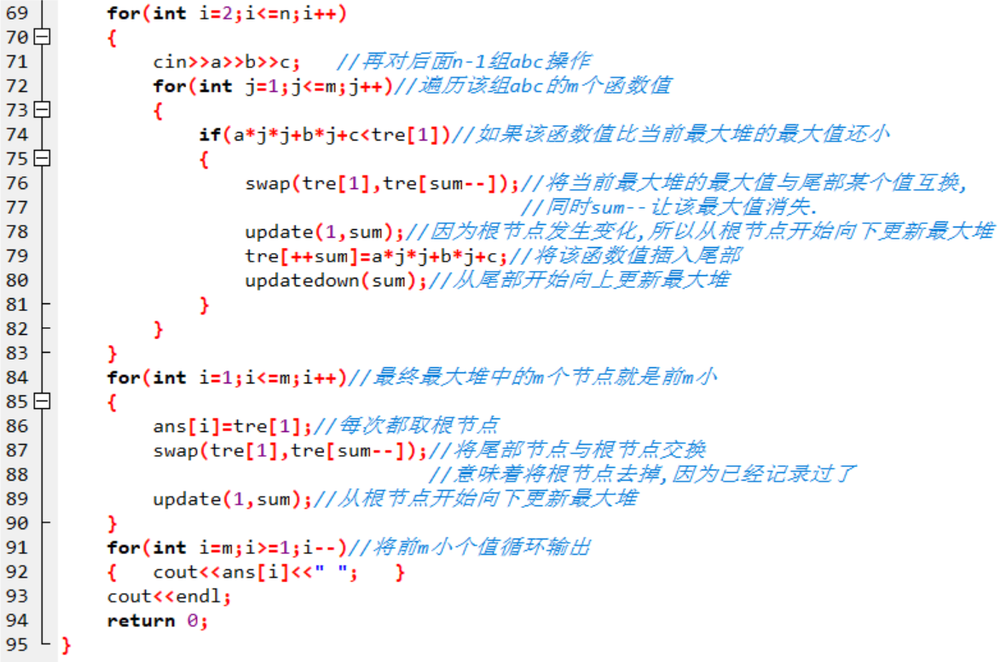 69 for(int i=2;i<=n;i++)
70 {
71 cin>>a>>b>>c; //再对后面n-1组abc操作
72 for(int j=1;j<=m;j++)//遍历该组abc的m个函数值
73 {
74 if(a*j*j+b*j+c<tre[1])//如果该函数值比当前最大堆的最大值还小
75 {
76 swap(tre[1],tre[sum--]);//将当前最大堆的最大值与尾部某个值互换,
77 //同时sum--让该最大值消失.
78 update(1,sum);//因为根节点发生变化,所以从根节点开始向下更新最大堆
79 tre[++sum]=a*j*j+b*j+c;//将该函数值插入尾部
80 updatedown(sum);//从尾部开始向上更新最大堆
81 }
82 }
83 }
84 for(int i=1;i<=m;i++)//最终最大堆中的m个节点就是前m小
85 {
86 ans[i]=tre[1];//每次都取根节点
87 swap(tre[1],tre[sum--]);//将尾部节点与根节点交换
88 //意味着将根节点去掉,因为已经记录过了
89 update(1,sum);//从根节点开始向下更新最大堆
90 }
91 for(int i=m;i>=1;i--)//将前m小个值循环输出
92 { cout<<ans[i]<<" "; }
93 cout<<endl;
94 return 0;
95 }